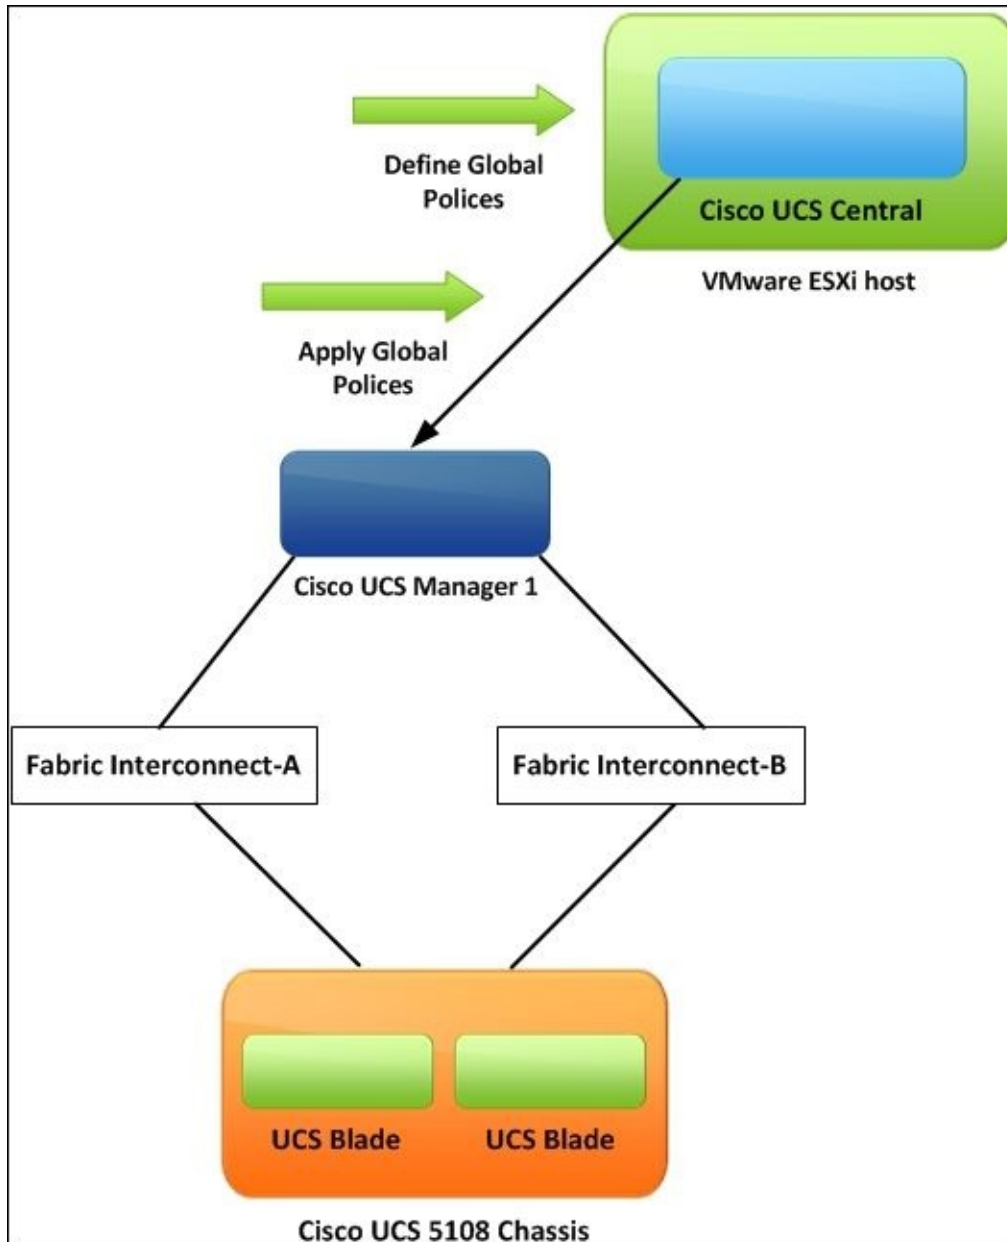 Define Global
Polices
Cisco UCS Central
VMware ESXi host
Apply Global
Polices
Cisco UCS Manager 1
Fabric Interconnect-A
Fabric Interconnect-B
UCS Blade
UCS Blade
Cisco UCS 5108 Chassis